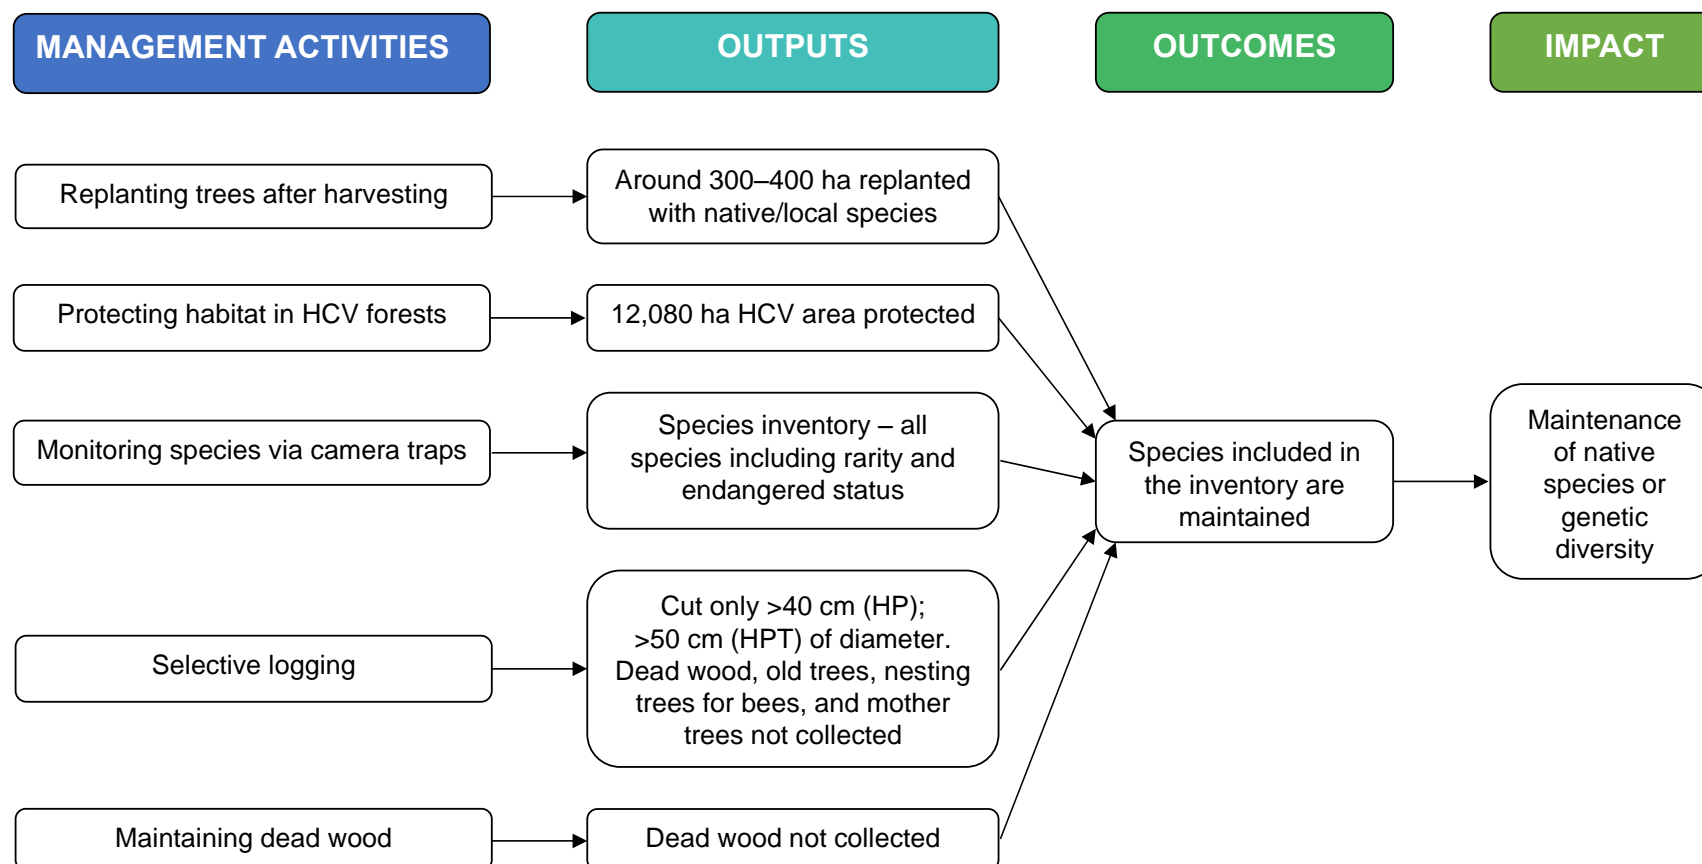 MANAGEMENT ACTIVITIES
OUTPUTS
OUTCOMES
IMPACT
Replanting trees after harvesting
Around 300–400 ha replanted
with native/local species
Protecting habitat in HCV forests
12,080 ha HCV area protected
Monitoring species via camera traps
Species inventory – all
species including rarity and
endangered status
Selective logging
Cut only >40 cm (HP);
>50 cm (HPT) of diameter.
Dead wood, old trees, nesting
trees for bees, and mother
trees not collected
Maintaining dead wood
Dead wood not collected
Species included in
the inventory are
maintained
Maintenance
of native
species or
genetic
diversity